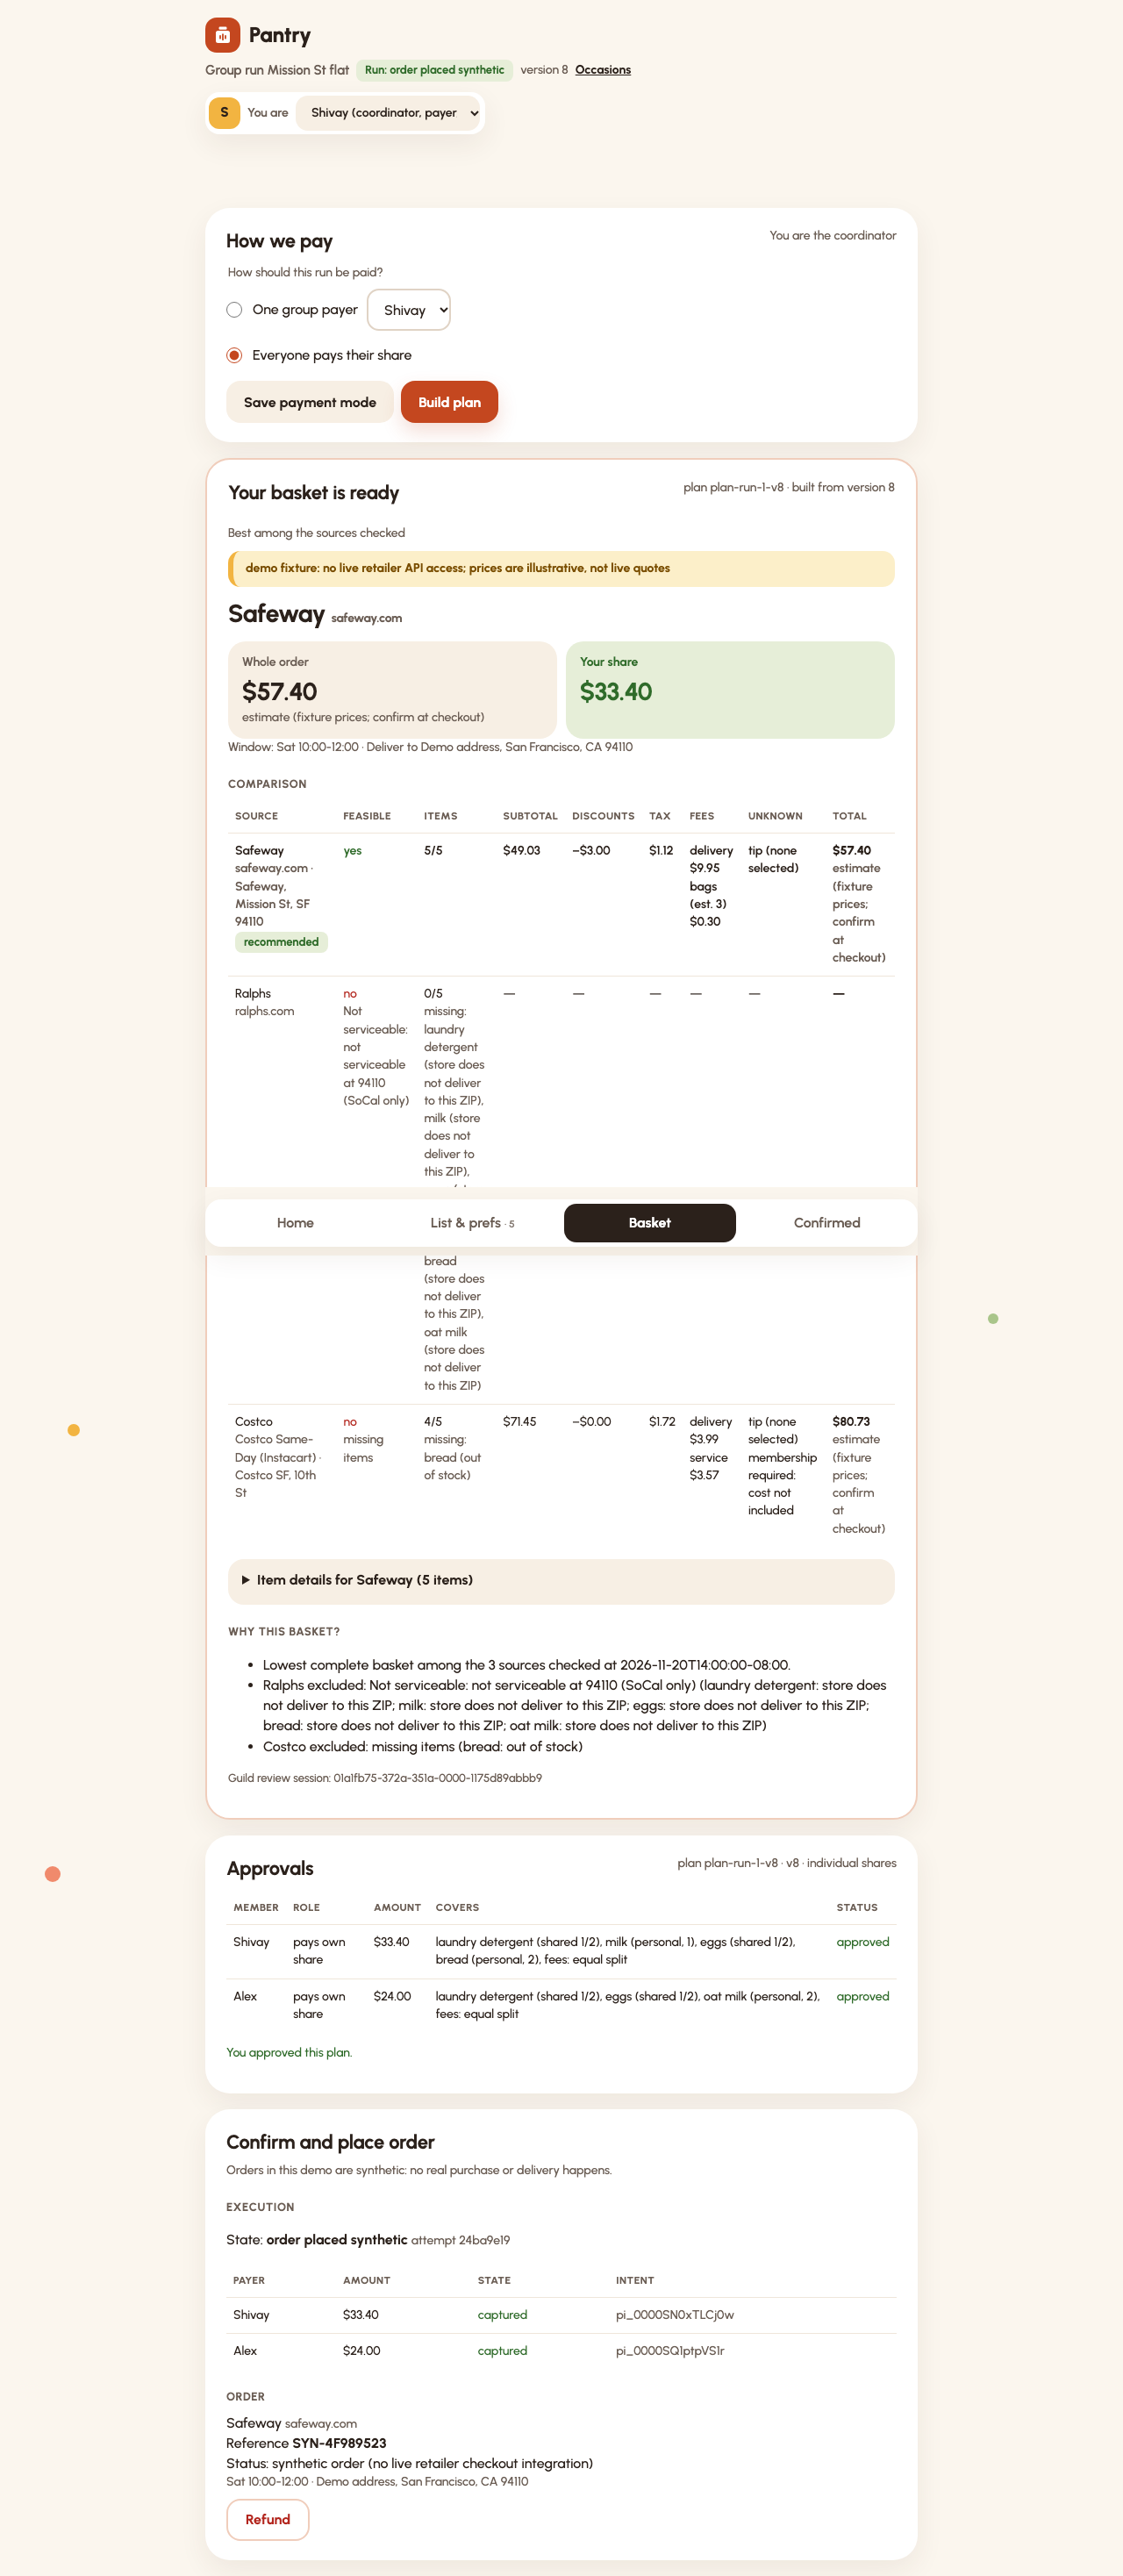 Pantry
Group run Mission St flat Run: order placed synthetic version 8 Occasions
S You are Shivay (coordinator, payer
How we pay You are the coordinator
How should this run be paid?
One group payer Shivay
Everyone pays their share
Save payment mode Build plan
Your basket is ready plan plan-run-1-v8 · built from version 8
Best among the sources checked
demo fixture: no live retailer API access; prices are illustrative, not live quotes
Safeway safeway.com
Whole order
$57.40
estimate (fixture prices; confirm at checkout)
Your share
$33.40
Window: Sat 10:00-12:00 · Deliver to Demo address, San Francisco, CA 94110
COMPARISON
SOURCE FEASIBLE ITEMS SUBTOTAL DISCOUNTS TAX FEES UNKNOWN TOTAL
Safeway yes 5/5 $49.03 −$3.00 $1.12 delivery tip (none $57.40
safeway.com · $9.95 selected) estimate
Safeway, bags (fixture
Mission St, SF (est. 3) prices;
94110 $0.30 confirm
recommended at
checkout)
Ralphs no 0/5 — — — — — —
ralphs.com Not missing:
serviceable: laundry
not detergent
serviceable (store does
at 94110 not deliver
(SoCal only) to this ZIP),
milk (store
does not
deliver to
this ZIP),
Home List & prefs · 5 Basket Confirmed
bread
(store does
not deliver
to this ZIP),
oat milk
(store does
not deliver
to this ZIP)
Costco no 4/5 $71.45 −$0.00 $1.72 delivery tip (none $80.73
Costco Same- missing missing: $3.99 selected) estimate
Day (Instacart) · items bread (out service membership (fixture
Costco SF, 10th of stock) $3.57 required: prices;
St cost not confirm
included at
checkout)
Item details for Safeway (5 items)
WHY THIS BASKET?
• Lowest complete basket among the 3 sources checked at 2026-11-20T14:00:00-08:00.
• Ralphs excluded: Not serviceable: not serviceable at 94110 (SoCal only) (laundry detergent: store does
not deliver to this ZIP; milk: store does not deliver to this ZIP; eggs: store does not deliver to this ZIP;
bread: store does not deliver to this ZIP; oat milk: store does not deliver to this ZIP)
• Costco excluded: missing items (bread: out of stock)
Guild review session: 01a1fb75-372a-351a-0000-1175d89abbb9
Approvals plan plan-run-1-v8 · v8 · individual shares
MEMBER ROLE AMOUNT COVERS STATUS
Shivay pays own $33.40 laundry detergent (shared 1/2), milk (personal, 1), eggs (shared 1/2), approved
share bread (personal, 2), fees: equal split
Alex pays own $24.00 laundry detergent (shared 1/2), eggs (shared 1/2), oat milk (personal, 2), approved
share fees: equal split
You approved this plan.
Confirm and place order
Orders in this demo are synthetic: no real purchase or delivery happens.
EXECUTION
State: order placed synthetic attempt 24ba9e19
PAYER AMOUNT STATE INTENT
Shivay $33.40 captured pi_0000SN0xTLCj0w
Alex $24.00 captured pi_0000SQ1ptpVS1r
ORDER
Safeway safeway.com
Reference SYN-4F989523
Status: synthetic order (no live retailer checkout integration)
Sat 10:00-12:00 · Demo address, San Francisco, CA 94110
Refund